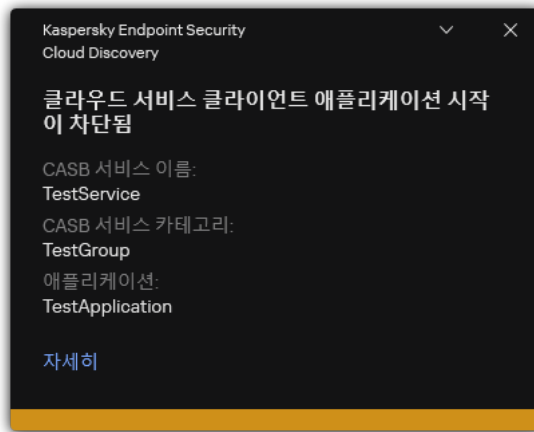 Kaspersky Endpoint Security
Cloud Discovery
클라우드 서비스 클라이언트 애플리케이션 시작
이 차단됨
CASB 서비스 이름:
TestService
CASB 서비스 카테고리:
TestGroup
애플리케이션:
TestApplication
자세히